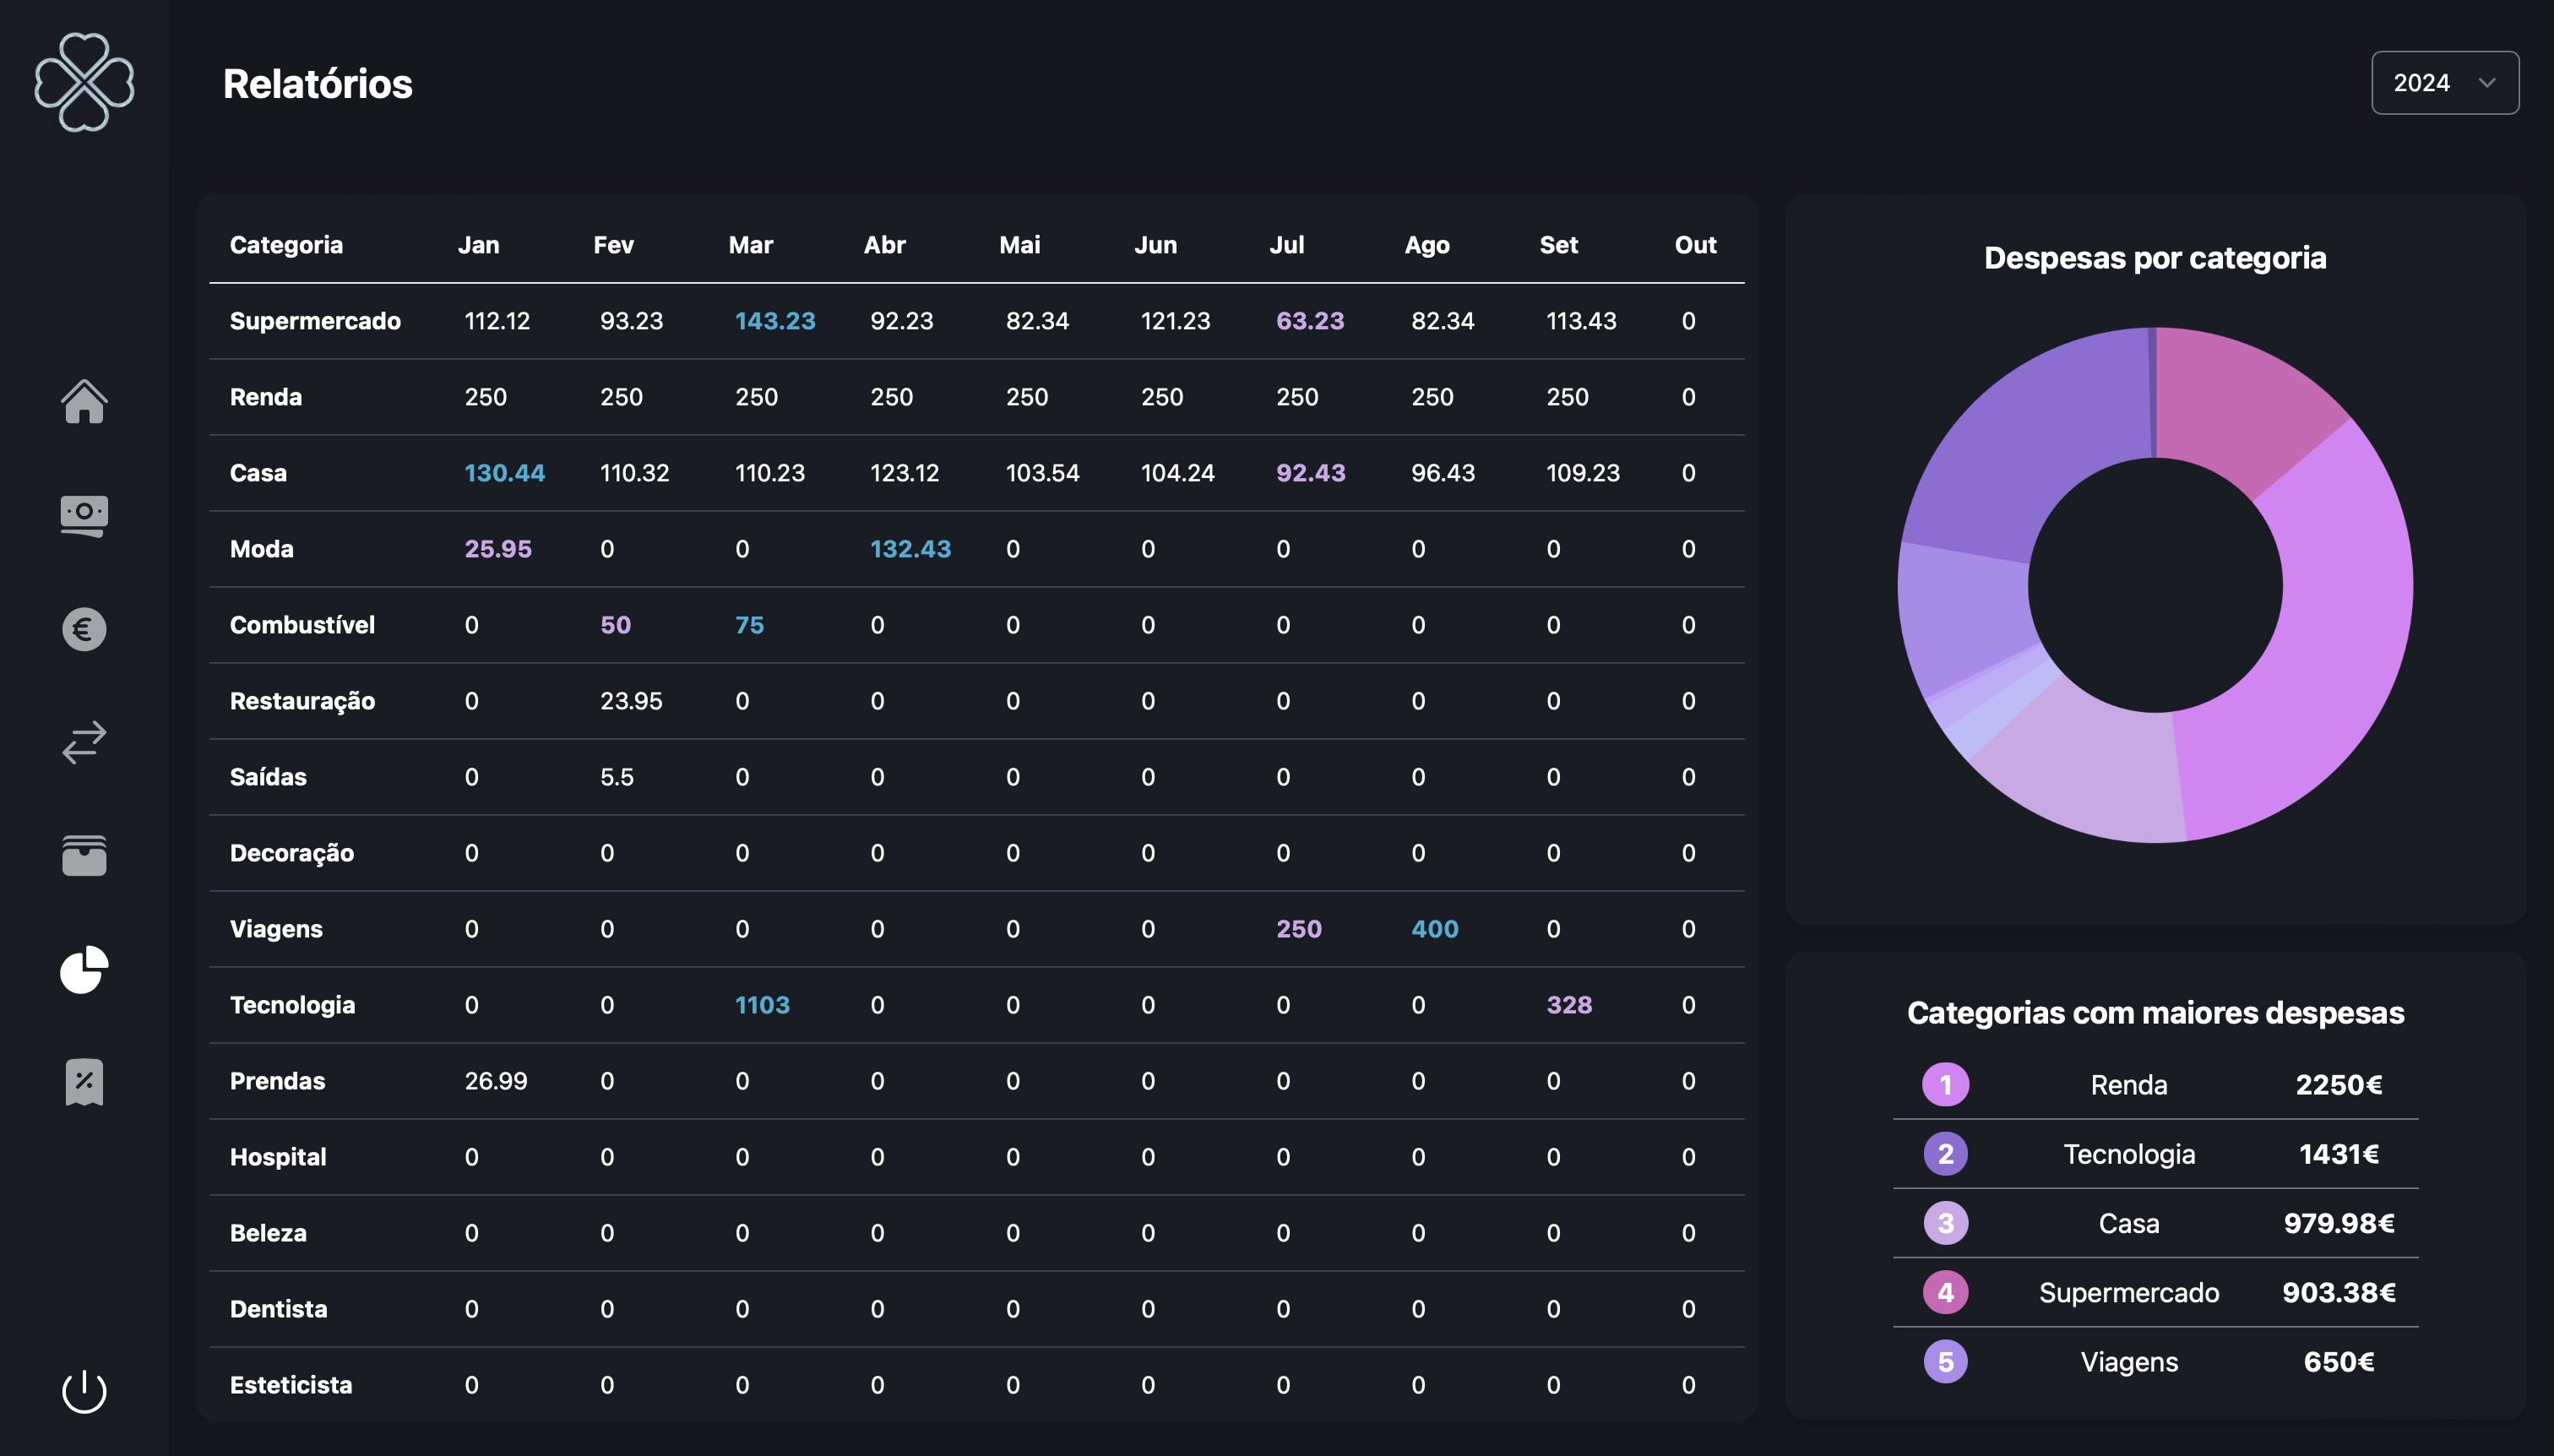 Relatórios
2024
Categoria Jan Fev Mar Abr Mai Jun Jul Ago Set Out
Supermercado 112.12 93.23 143.23 92.23 82.34 121.23 63.23 82.34 113.43 0
Renda 250 250 250 250 250 250 250 250 250 0
Casa 130.44 110.32 110.23 123.12 103.54 104.24 92.43 96.43 109.23 0
Moda 25.95 0 0 132.43 0 0 0 0 0 0
Combustível 0 50 75 0 0 0 0 0 0 0
Restauração 0 23.95 0 0 0 0 0 0 0 0
Saídas 0 5.5 0 0 0 0 0 0 0 0
Decoração 0 0 0 0 0 0 0 0 0 0
Viagens 0 0 0 0 0 0 250 400 0 0
Tecnologia 0 0 1103 0 0 0 0 0 328 0
Prendas 26.99 0 0 0 0 0 0 0 0 0
Hospital 0 0 0 0 0 0 0 0 0 0
Beleza 0 0 0 0 0 0 0 0 0 0
Dentista 0 0 0 0 0 0 0 0 0 0
Esteticista 0 0 0 0 0 0 0 0 0 0
Despesas por categoria
Categorias com maiores despesas
1 Renda 2250€
2 Tecnologia 1431€
3 Casa 979.98€
4 Supermercado 903.38€
5 Viagens 650€